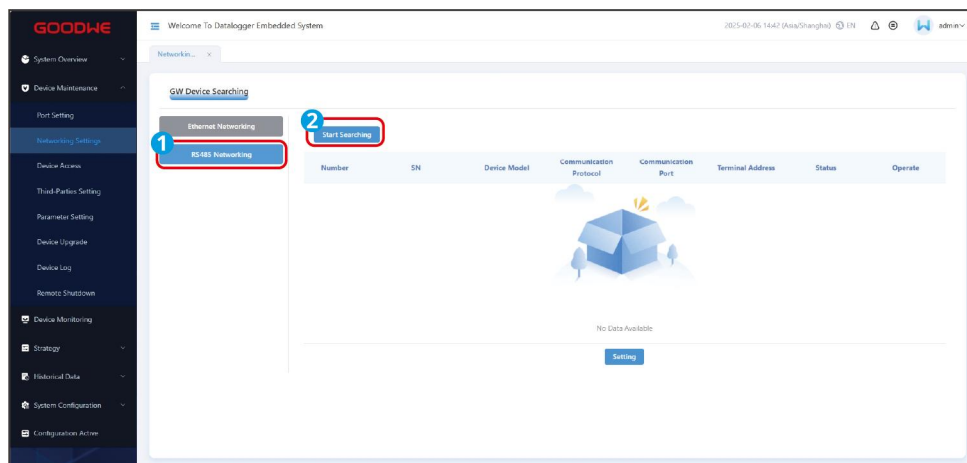 GOODWE
Welcome To Datalogger Embedded System
2025-02-06 14:42 (Asia/Shanghai)
EN
admin
System Overview
Networkin... ×
Device Maintenance
Port Setting
Networking Settings
Device Access
Third-Parties Setting
Parameter Setting
Device Upgrade
Device Log
Remote Shutdown
Device Monitoring
Strategy
Historical Data
System Configuration
Configuration Active
GW Device Searching
Ethernet Networking
1
RS485 Networking
2
Start Searching
Number SN Device Model Communication Protocol Communication Port Terminal Address Status Operate
No Data Available
Setting